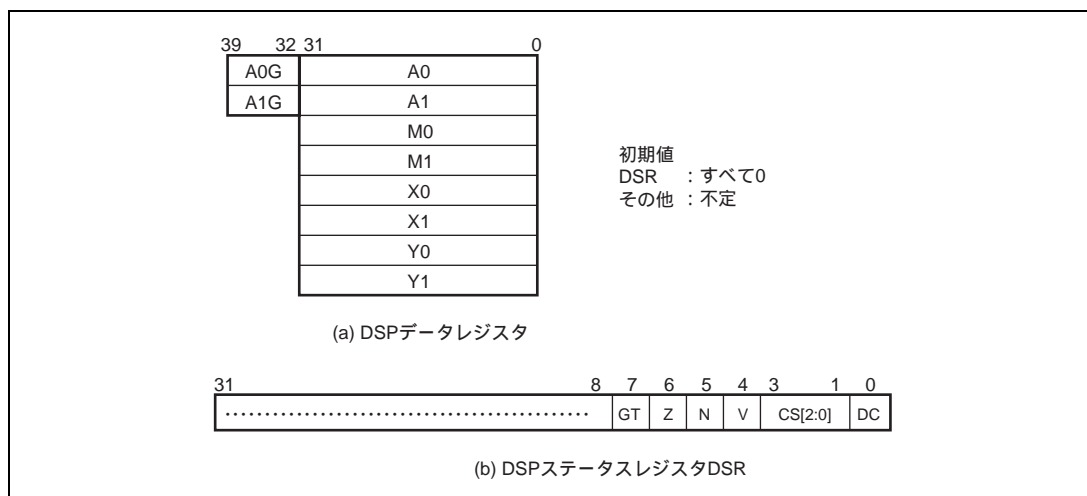 39 32 31 0
A0G A0
A1G A1
M0
M1
X0
X1
Y0
Y1
初期値
DSR :すべて0
その他 :不定
(a) DSPデータレジスタ
31 8 7 6 5 4 3 1 0
GT Z N V CS[2:0] DC
(b) DSPステータスレジスタDSR